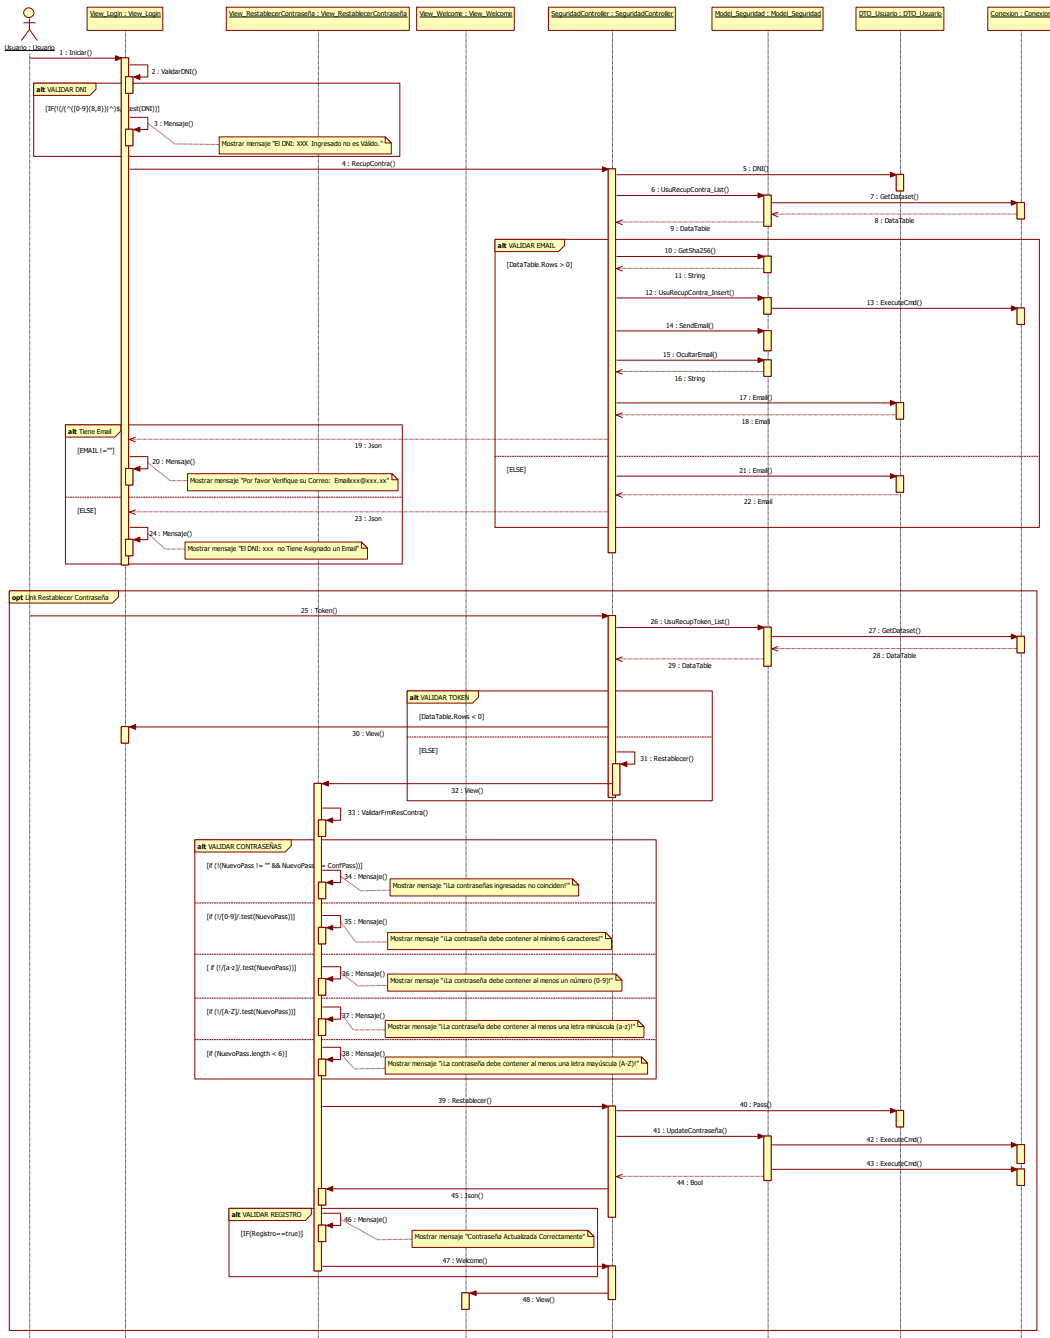 View_Login : View_Login
View_RestablecerContraseña : View_RestablecerContraseña
View_Welcome : View_Welcome
SeguridadController : SeguridadController
Model_Seguridad : Model_Seguridad
DTO_Usuario : DTO_Usuario
Conexion : Conexion
Usuario : Usuario
1 : Iniciar()
2 : ValidarDNI()
alt VALIDAR DNI
[IF(!(/(^([0-9]{8,8})|^)$/.test(DNI))]
3 : Mensaje()
Mostrar mensaje "El DNI: XXX Ingresado no es Válido."
4 : RecupContra()
5 : DNI()
6 : UsuRecupContra_List()
7 : GetDataset()
8 : DataTable
9 : DataTable
alt VALIDAR EMAIL
[DataTable.Rows > 0]
10 : GetSha256()
11 : String
12 : UsuRecupContra_Insert()
13 : ExecuteCmd()
14 : SendEmail()
15 : OcultarEmail()
16 : String
17 : Email()
18 : Email
alt Tiene Email
19 : Json
[EMAIL !=""]
20 : Mensaje()
Mostrar mensaje "Por favor Verifique su Correo: Emailxxx@xxx.xx"
[ELSE]
21 : Email()
22 : Email
[ELSE]
23 : Json
24 : Mensaje()
Mostrar mensaje "El DNI: xxx no Tiene Asignado un Email"
opt Link Restablecer Contraseña
25 : Token()
26 : UsuRecupToken_List()
27 : GetDataset()
28 : DataTable
29 : DataTable
alt VALIDAR TOKEN
[DataTable.Rows < 0]
30 : View()
[ELSE]
31 : Restablecer()
32 : View()
33 : ValidarFrmResContra()
alt VALIDAR CONTRASEÑAS
[if (!(NuevoPass != "" && NuevoPass == ConfPass))]
34 : Mensaje()
Mostrar mensaje "¡La contraseñas ingresadas no coinciden!"
[if (!/[0-9]/.test(NuevoPass))]
35 : Mensaje()
Mostrar mensaje "¡La contraseña debe contener al mínimo 6 caracteres!"
[ if (!/[a-z]/.test(NuevoPass))]
36 : Mensaje()
Mostrar mensaje "¡La contraseña debe contener al menos un número (0-9)!"
[if (!/[A-Z]/.test(NuevoPass))]
37 : Mensaje()
Mostrar mensaje "¡La contraseña debe contener al menos una letra minúscula (a-z)!"
[if (NuevoPass.length < 6)]
38 : Mensaje()
Mostrar mensaje "¡La contraseña debe contener al menos una letra mayúscula (A-Z)!"
39 : Restablecer()
40 : Pass()
41 : UpdateContraseña()
42 : ExecuteCmd()
43 : ExecuteCmd()
44 : Bool
45 : Json()
alt VALIDAR REGISTRO
46 : Mensaje()
[IF(Registro==true)]
Mostrar mensaje "Contraseña Actualizada Correctamente"
47 : Welcome()
48 : View()